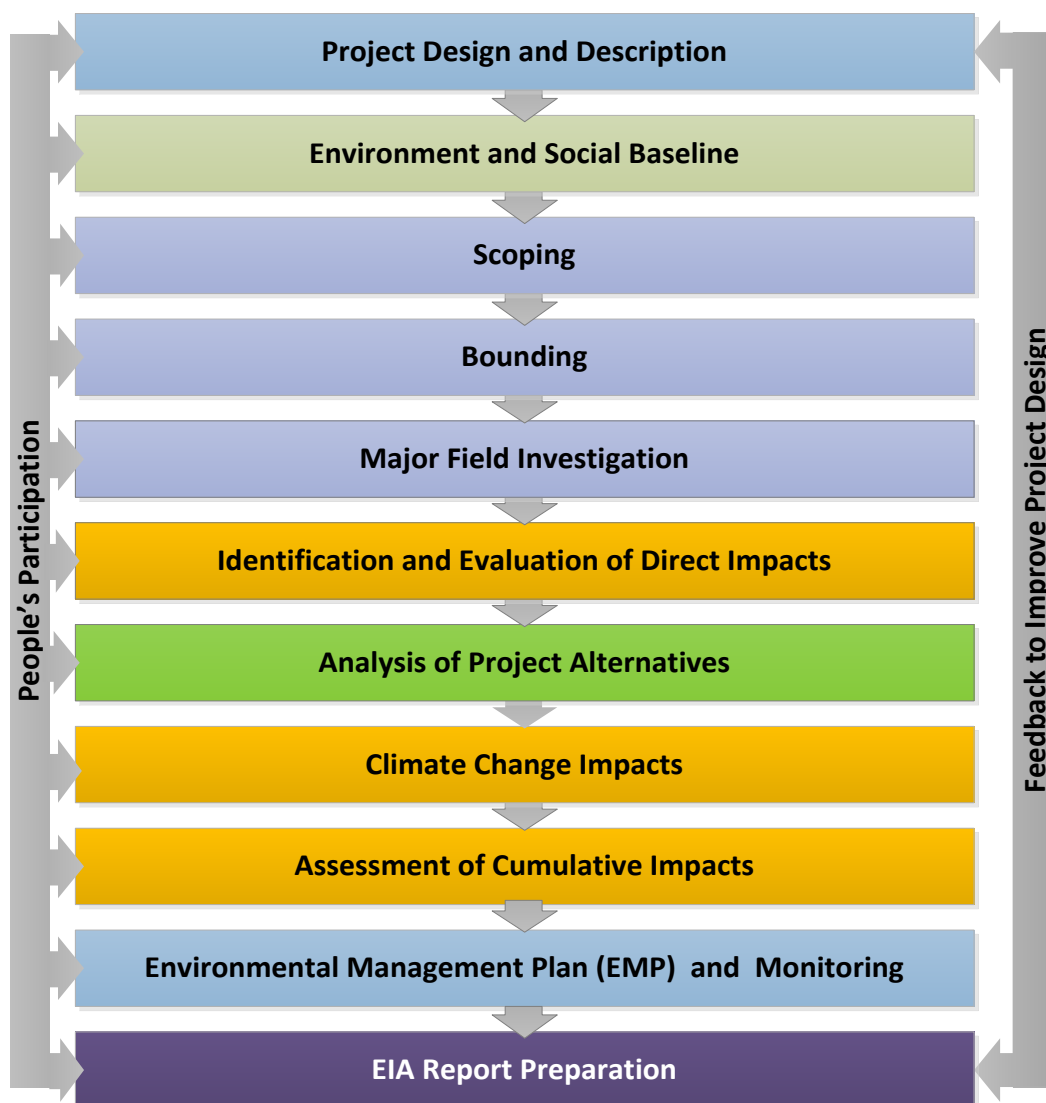 Project Design and Description
Environment and Social Baseline
Scoping
Bounding
Major Field Investigation
Identification and Evaluation of Direct Impacts
Analysis of Project Alternatives
Climate Change Impacts
Assessment of Cumulative Impacts
Environmental Management Plan (EMP) and Monitoring
EIA Report Preparation
People's Participation
Feedback to Improve Project Design